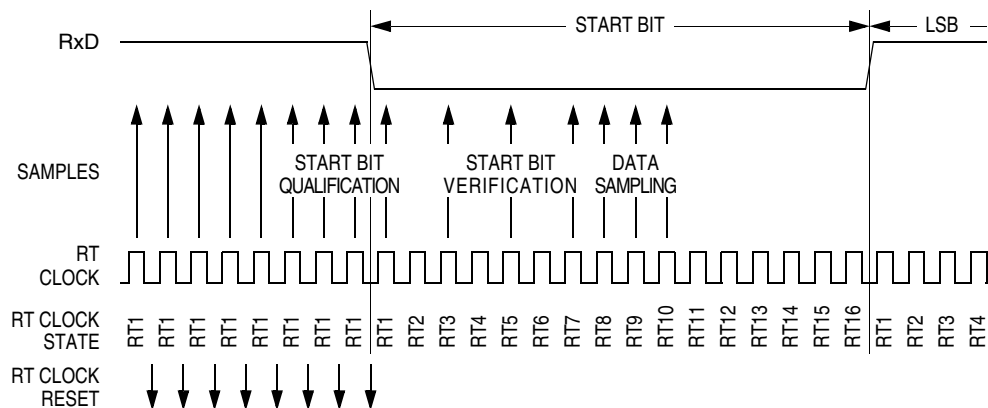 START BIT LSB
RxD
SAMPLES
START BIT QUALIFICATION
START BIT VERIFICATION
DATA SAMPLING
RT CLOCK
RT CLOCK STATE
RT1 RT1 RT1 RT1 RT1 RT1 RT1 RT1 RT1 RT2 RT3 RT4 RT5 RT6 RT7 RT8 RT9 RT10 RT11 RT12 RT13 RT14 RT15 RT16 RT1 RT2 RT3 RT4
RT CLOCK RESET